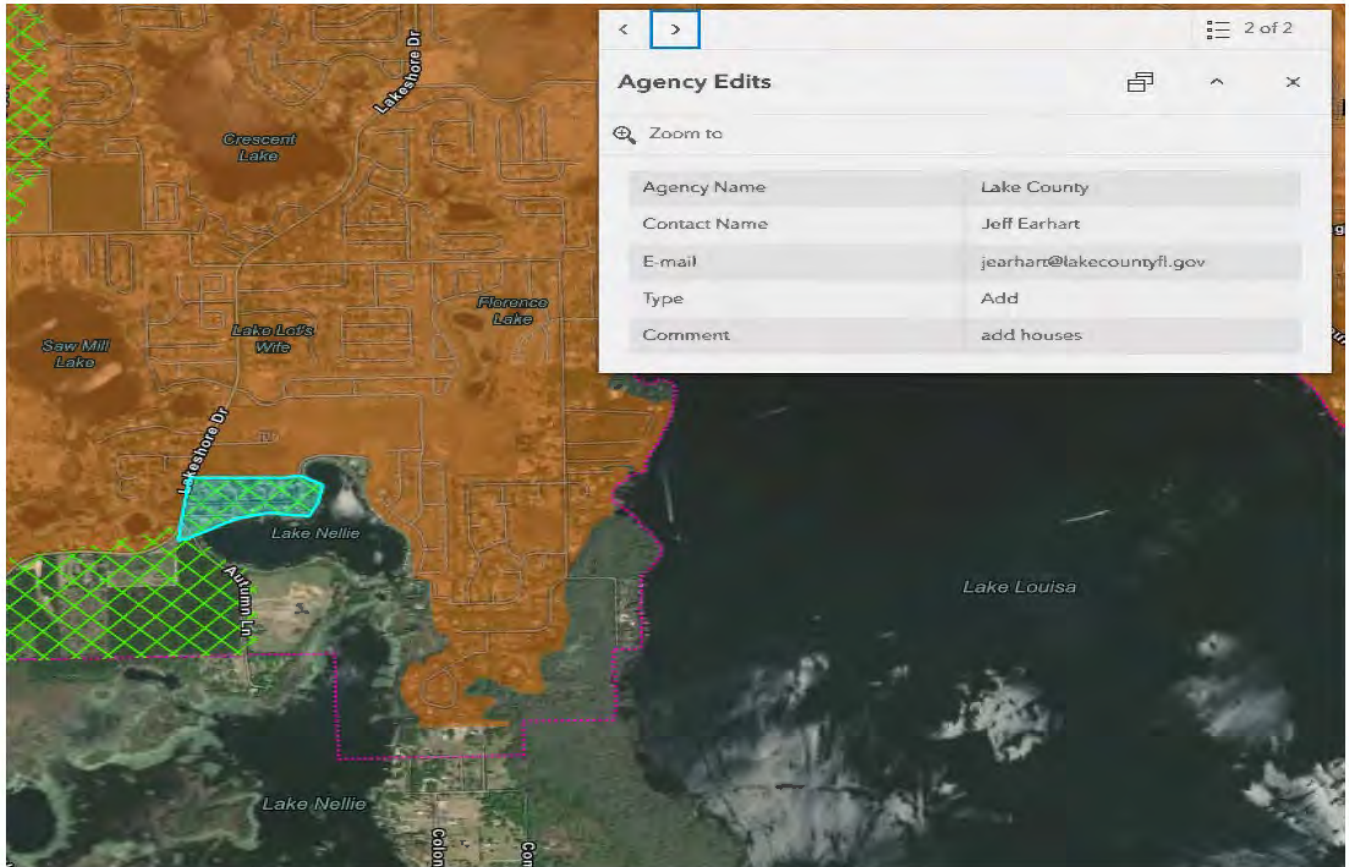 2 of 2
Agency Edits
Zoom to
Agency Name Lake County
Contact Name Jeff Earhart
E-mail jearhart@lakecountyfl.gov
Type Add
Comment add houses
Lakeshore Dr
Crescent
Lake
Florence
Lake
Lake Lot's
Wife
Saw Mill
Lake
Lakeshore Dr
Lake Nellie
Autumn Ln
Lake Louisa
Lake Nellie
Colon
Con